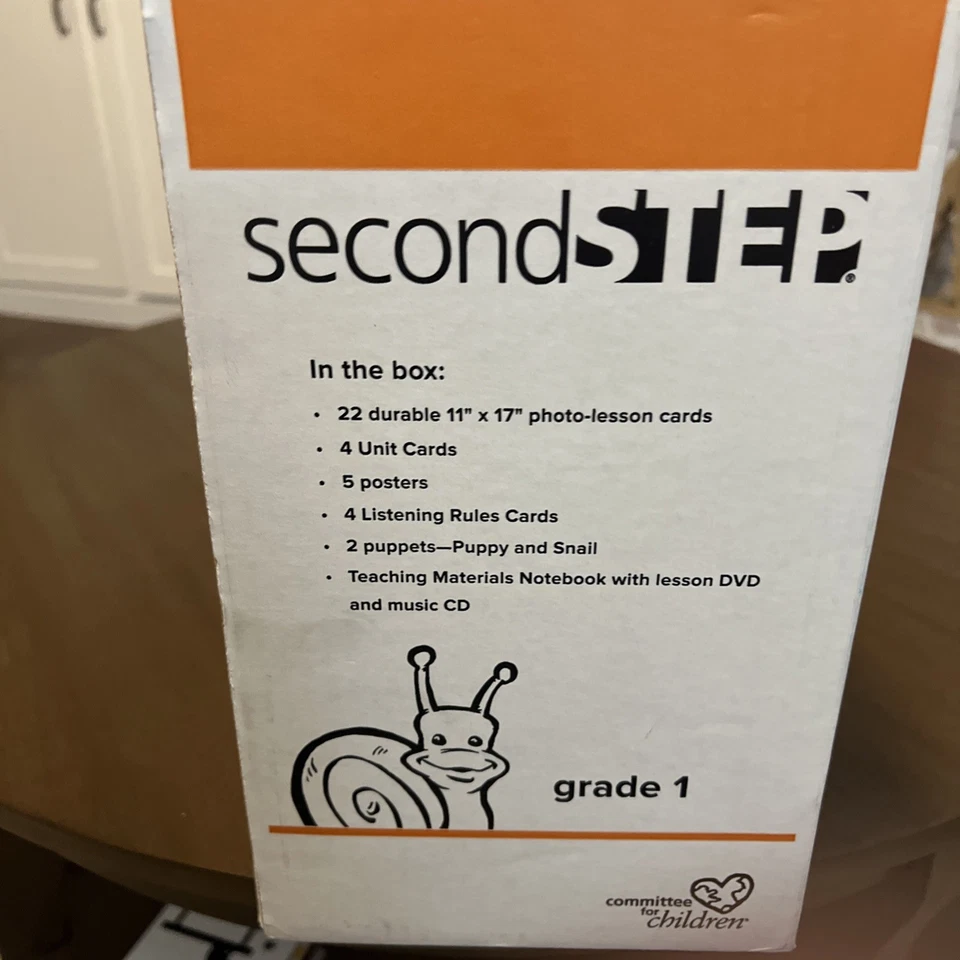 secondSTEP®
In the box:
• 22 durable 11" x 17" photo-lesson cards
• 4 Unit Cards
• 5 posters
• 4 Listening Rules Cards
• 2 puppets—Puppy and Snail
• Teaching Materials Notebook with lesson DVD
and music CD
grade 1
committee
for
children